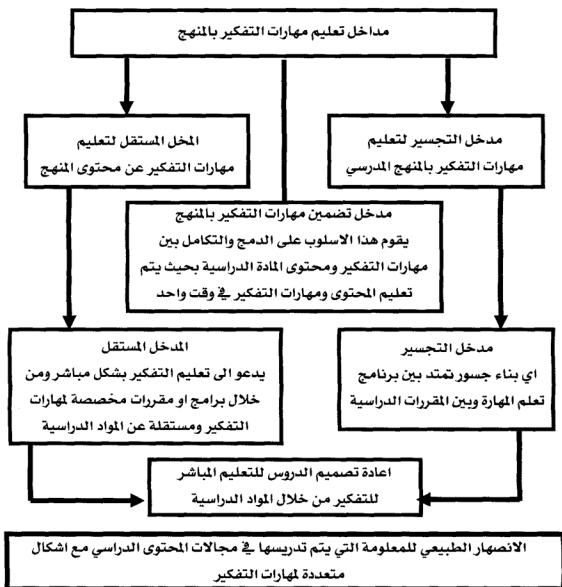 مداخل تعليم مهارات التفكير بالمنهج
مدخل التجسير لتعليم
مهارات التفكير بالمنهج المدرسي
المخل المستقل لتعليم
مهارات التفكير عن محتوى المنهج
مدخل تضمين مهارات التفكير بالمنهج
يقوم هذا الاسلوب على الدمج والتكامل بين
مهارات التفكير ومحتوى المادة الدراسية بحيث يتم
تعليم المحتوى ومهارات التفكير في وقت واحد
مدخل التجسير
اي بناء جسور تمتد بين برنامج
تعلم المهارة وبين المقررات الدراسية
المدخل المستقل
يدعو الى تعليم التفكير بشكل مباشر ومن
خلال برامج او مقررات مخصصة لمهارات
التفكير ومستقلة عن المواد الدراسية
اعادة تصميم الدروس للتعليم المباشر
للتفكير من خلال المواد الدراسية
الانصهار الطبيعي للمعلومة التي يتم تدريسها في مجالات المحتوى الدراسي مع اشكال
متعددة لمهارات التفكير